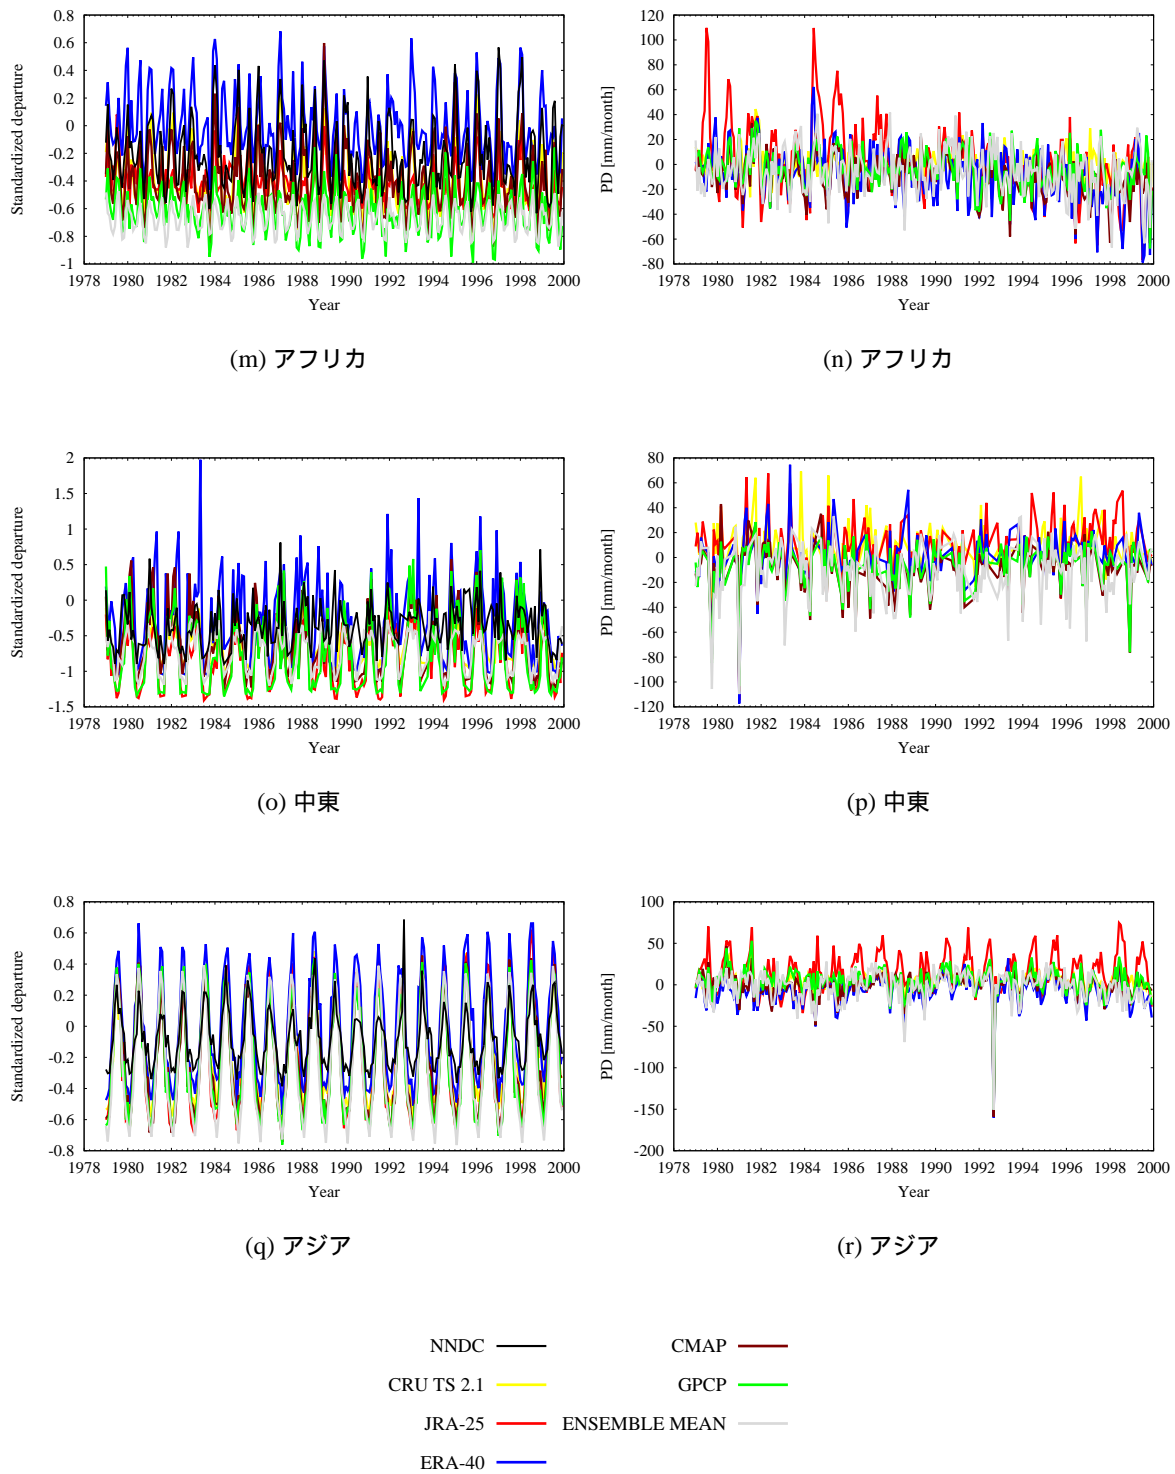 Standardized departure
0.8
0.6
0.4
0.2
0
-0.2
-0.4
-0.6
-0.8
-1
1978 1980 1982 1984 1986 1988 1990 1992 1994 1996 1998 2000
Year
(m) アフリカ
PD [mm/month]
120
100
80
60
40
20
0
-20
-40
-60
-80
1978 1980 1982 1984 1986 1988 1990 1992 1994 1996 1998 2000
Year
(n) アフリカ
Standardized departure
2
1.5
1
0.5
0
-0.5
-1
-1.5
1978 1980 1982 1984 1986 1988 1990 1992 1994 1996 1998 2000
Year
(o) 中東
PD [mm/month]
80
60
40
20
0
-20
-40
-60
-80
-100
-120
1978 1980 1982 1984 1986 1988 1990 1992 1994 1996 1998 2000
Year
(p) 中東
Standardized departure
0.8
0.6
0.4
0.2
0
-0.2
-0.4
-0.6
-0.8
1978 1980 1982 1984 1986 1988 1990 1992 1994 1996 1998 2000
Year
(q) アジア
PD [mm/month]
100
50
0
-50
-100
-150
-200
1978 1980 1982 1984 1986 1988 1990 1992 1994 1996 1998 2000
Year
(r) アジア
NNDC
CRU TS 2.1
JRA-25
ERA-40
CMAP
GPCP
ENSEMBLE MEAN